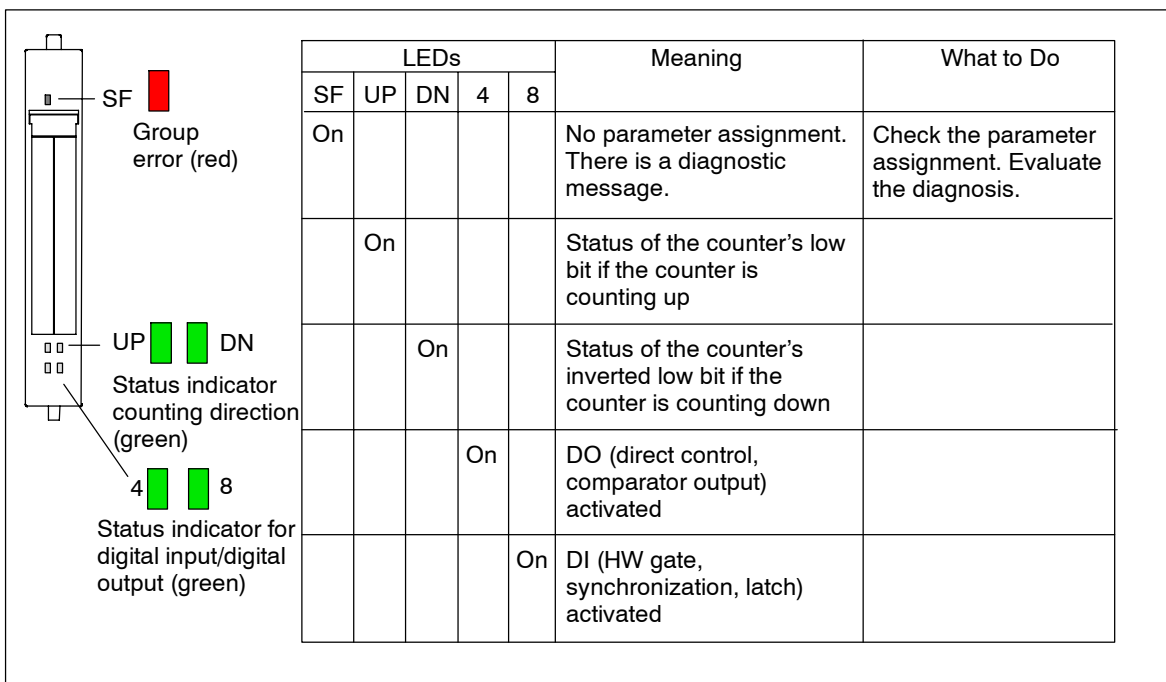 SF
Group
error (red)
UP DN
Status indicator
counting direction
(green)
4 8
Status indicator for
digital input/digital
output (green)
LEDs Meaning What to Do
SF UP DN 4 8
On No parameter assignment. Check the parameter
There is a diagnostic assignment. Evaluate
message. the diagnosis.
On Status of the counter’s low
bit if the counter is
counting up
On Status of the counter’s
inverted low bit if the
counter is counting down
On DO (direct control,
comparator output)
activated
On DI (HW gate,
synchronization, latch)
activated